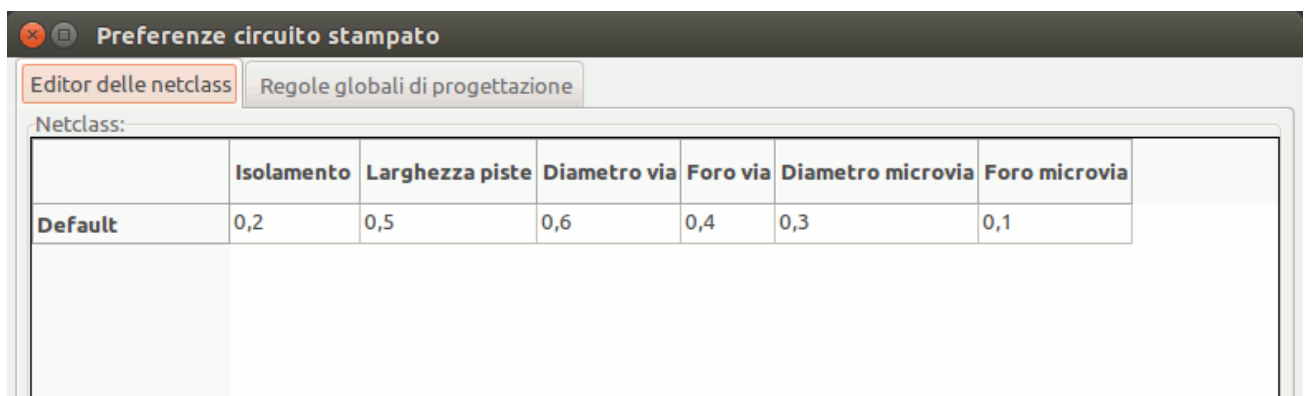 Preferenze circuito stampato
Editor delle netclass Regole globali di progettazione
Netclass:
Isolamento Larghezza piste Diametro via Foro via Diametro microvia Foro microvia
Default 0,2 0,5 0,6 0,4 0,3 0,1